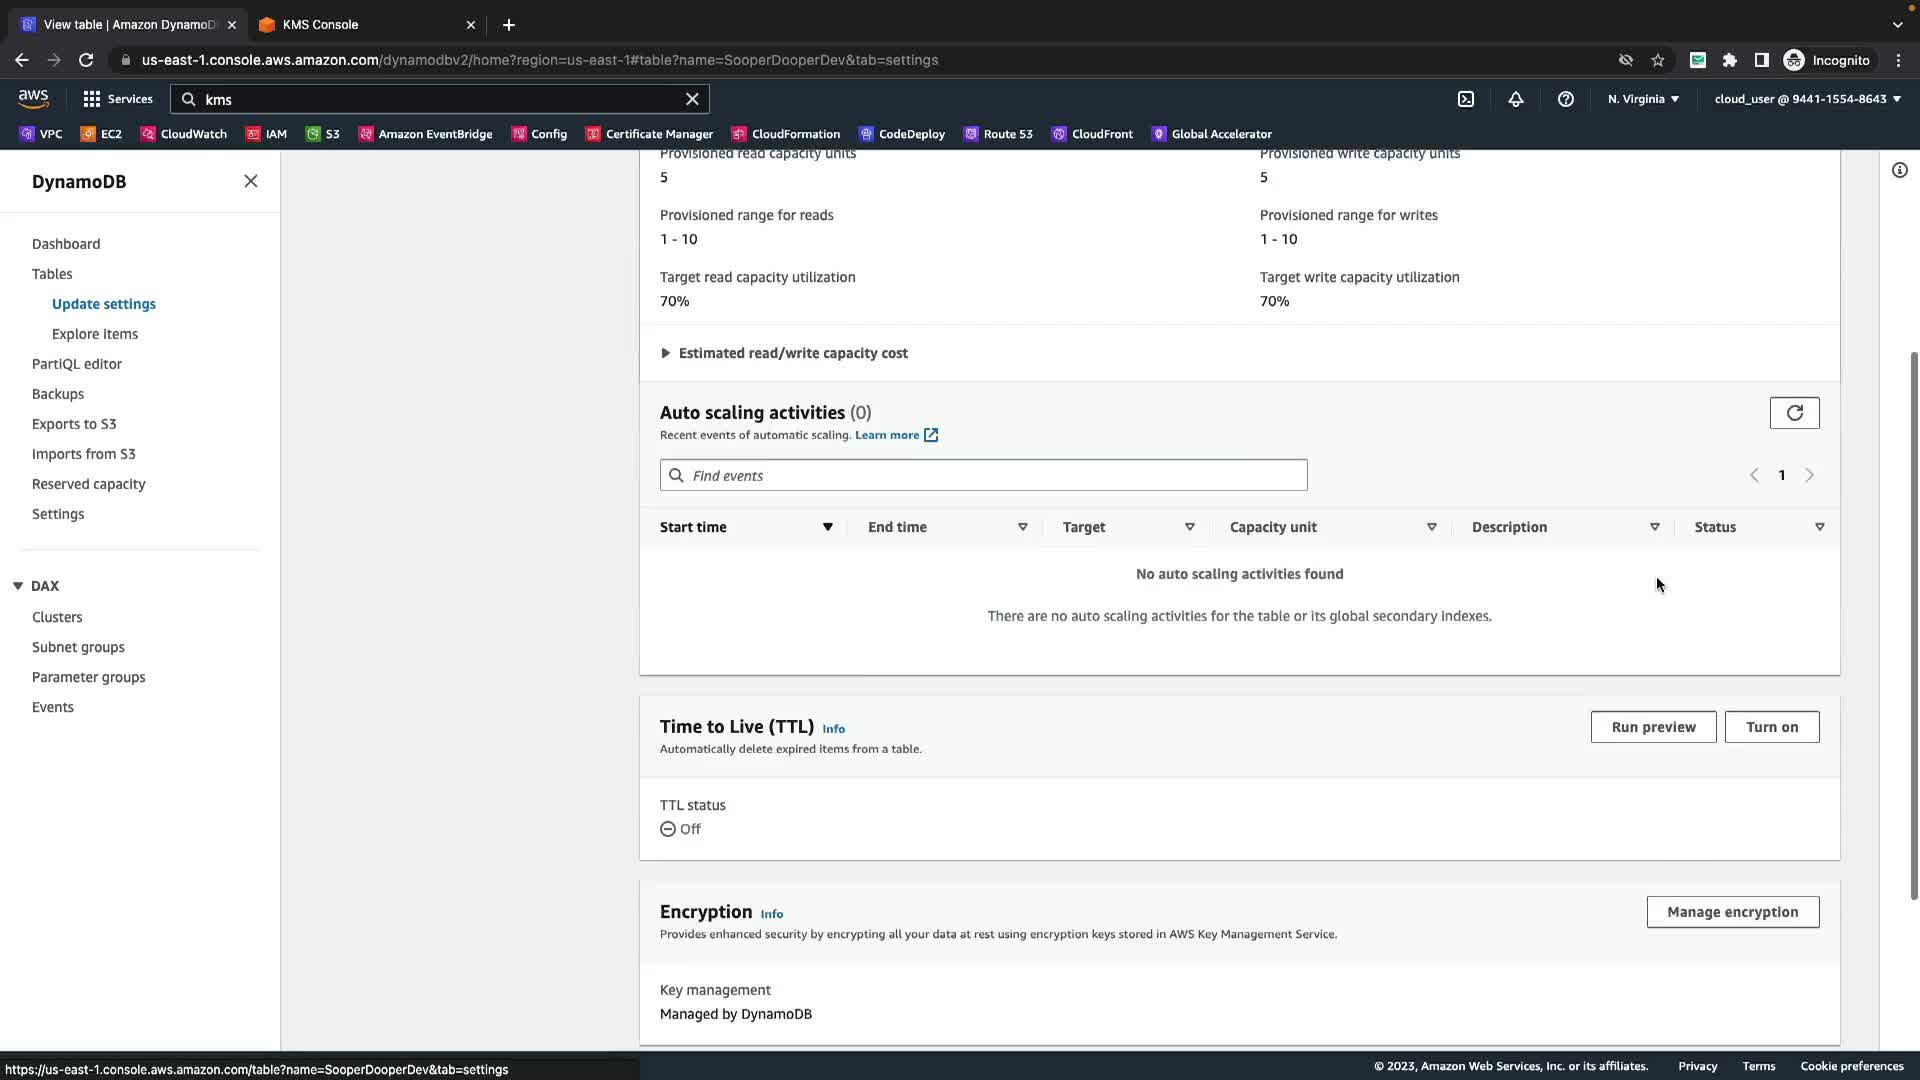 View table | Amazon DynamoD
KMS Console
us-east-1.console.aws.amazon.com/dynamodbv2/home?region=us-east-1#table?name=SooperDooperDev&tab=settings
Incognito
aws
Services
kms
N. Virginia
cloud_user @ 9441-1554-8643
VPC
EC2
CloudWatch
IAM
S3
Amazon EventBridge
Config
Certificate Manager
CloudFormation
CodeDeploy
Route 53
CloudFront
Global Accelerator
DynamoDB
Dashboard
Tables
Update settings
Explore items
PartiQL editor
Backups
Exports to S3
Imports from S3
Reserved capacity
Settings
DAX
Clusters
Subnet groups
Parameter groups
Events
Provisioned read capacity units
5
Provisioned write capacity units
5
Provisioned range for reads
1 - 10
Provisioned range for writes
1 - 10
Target read capacity utilization
70%
Target write capacity utilization
70%
Estimated read/write capacity cost
Auto scaling activities (0)
Recent events of automatic scaling. Learn more
Find events
1
Start time
End time
Target
Capacity unit
Description
Status
No auto scaling activities found
There are no auto scaling activities for the table or its global secondary indexes.
Time to Live (TTL) Info
Automatically delete expired items from a table.
Run preview
Turn on
TTL status
Off
Encryption Info
Provides enhanced security by encrypting all your data at rest using encryption keys stored in AWS Key Management Service.
Manage encryption
Key management
Managed by DynamoDB
https://us-east-1.console.aws.amazon.com/table?name=SooperDooperDev&tab=settings
© 2023, Amazon Web Services, Inc. or its affiliates.
Privacy
Terms
Cookie preferences